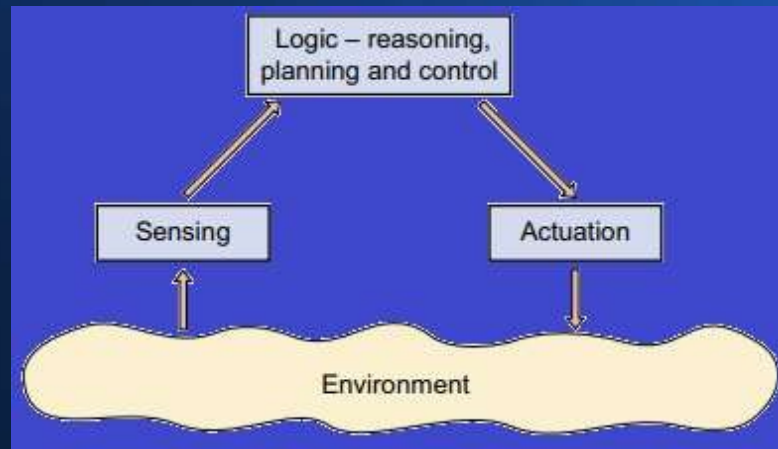 Logic – reasoning,
planning and control
Sensing
Actuation
Environment